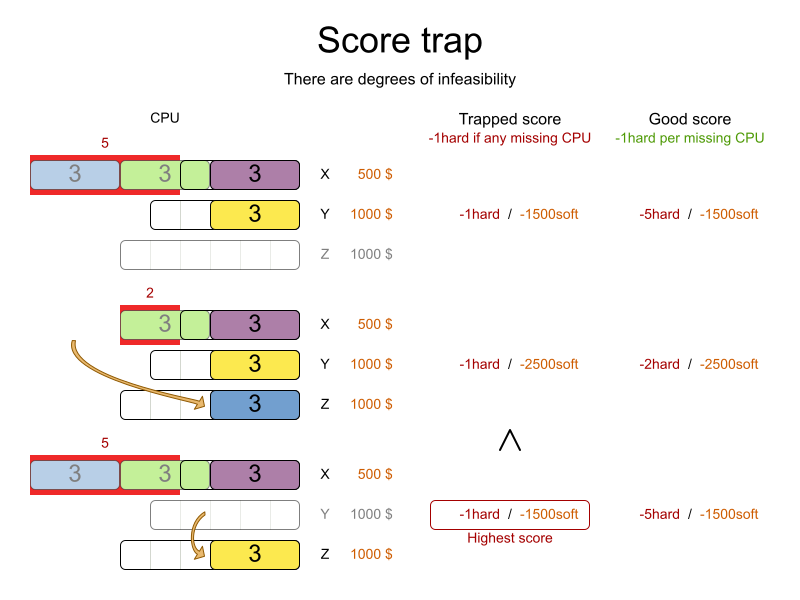 Score trap
There are degrees of infeasibility
CPU Trapped score Good score
-1hard if any missing CPU -1hard per missing CPU
5
3 3 3 X 500 $
3 Y 1000 $ -1hard / -1500soft -5hard / -1500soft
Z 1000 $
2
3 3 X 500 $
3 Y 1000 $ -1hard / -2500soft -2hard / -2500soft
3 Z 1000 $
5
3 3 3 X 500 $
Y 1000 $ -1hard / -1500soft -5hard / -1500soft
Highest score
3 Z 1000 $